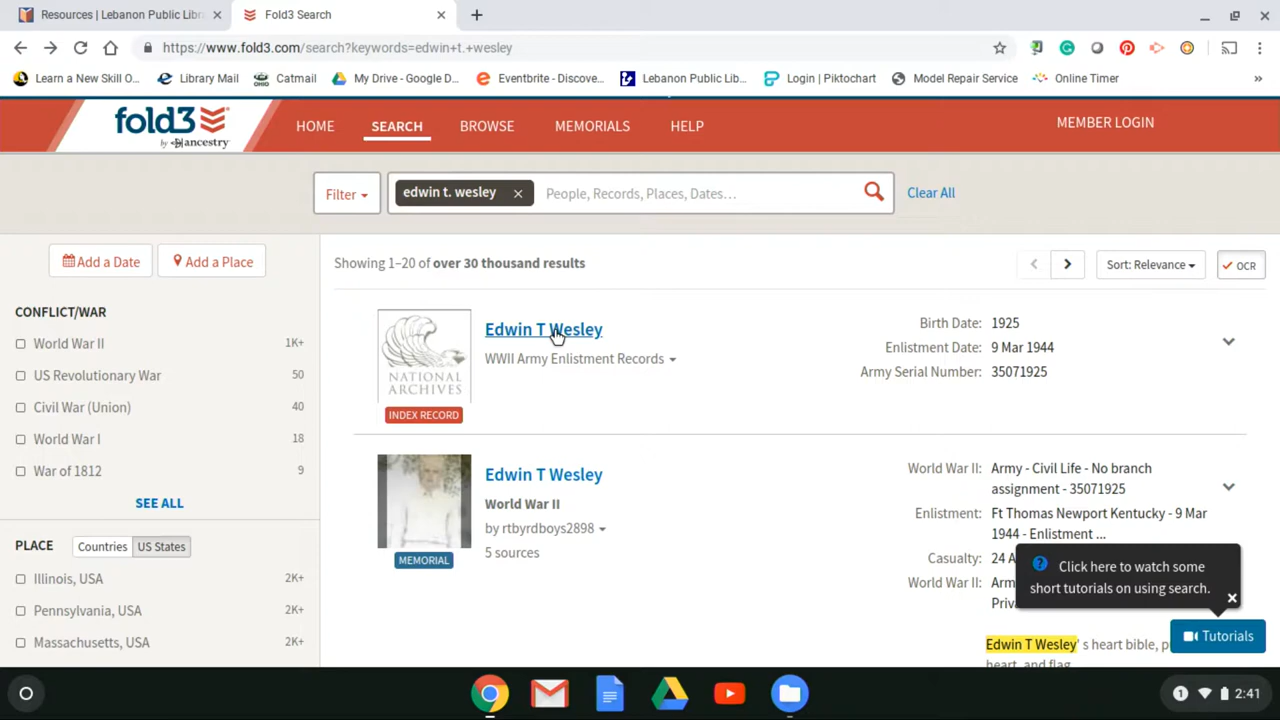 Resources | Lebanon Public Libr
Fold3 Search
https://www.fold3.com/search?keywords=edwin+t.+wesley
Learn a New Skill O...
Library Mail
Catmail
My Drive - Google D...
Eventbrite - Discove...
Lebanon Public Lib...
Login | Piktochart
Model Repair Service
Online Timer
»
fold3
by ancestry
HOME
SEARCH
BROWSE
MEMORIALS
HELP
MEMBER LOGIN
Filter
edwin t. wesley ×
People, Records, Places, Dates...
Clear All
Add a Date
Add a Place
Showing 1–20 of over 30 thousand results
Sort: Relevance
OCR
CONFLICT/WAR
World War II 1K+
US Revolutionary War 50
Civil War (Union) 40
World War I 18
War of 1812 9
SEE ALL
PLACE Countries US States
Illinois, USA 2K+
Pennsylvania, USA 2K+
Massachusetts, USA 2K+
NATIONAL
ARCHIVES
INDEX RECORD
Edwin T Wesley
WWII Army Enlistment Records
Birth Date: 1925
Enlistment Date: 9 Mar 1944
Army Serial Number: 35071925
MEMORIAL
Edwin T Wesley
World War II
by rtbyrdboys2898
5 sources
World War II: Army - Civil Life - No branch
assignment - 35071925
Enlistment: Ft Thomas Newport Kentucky - 9 Mar
1944 - Enlistment ...
Casualty: 24 A
World War II: Arm
Priva
Edwin T Wesley' s heart bible, p
heart, and flag
Click here to watch some
short tutorials on using search.
Tutorials
1
2:41